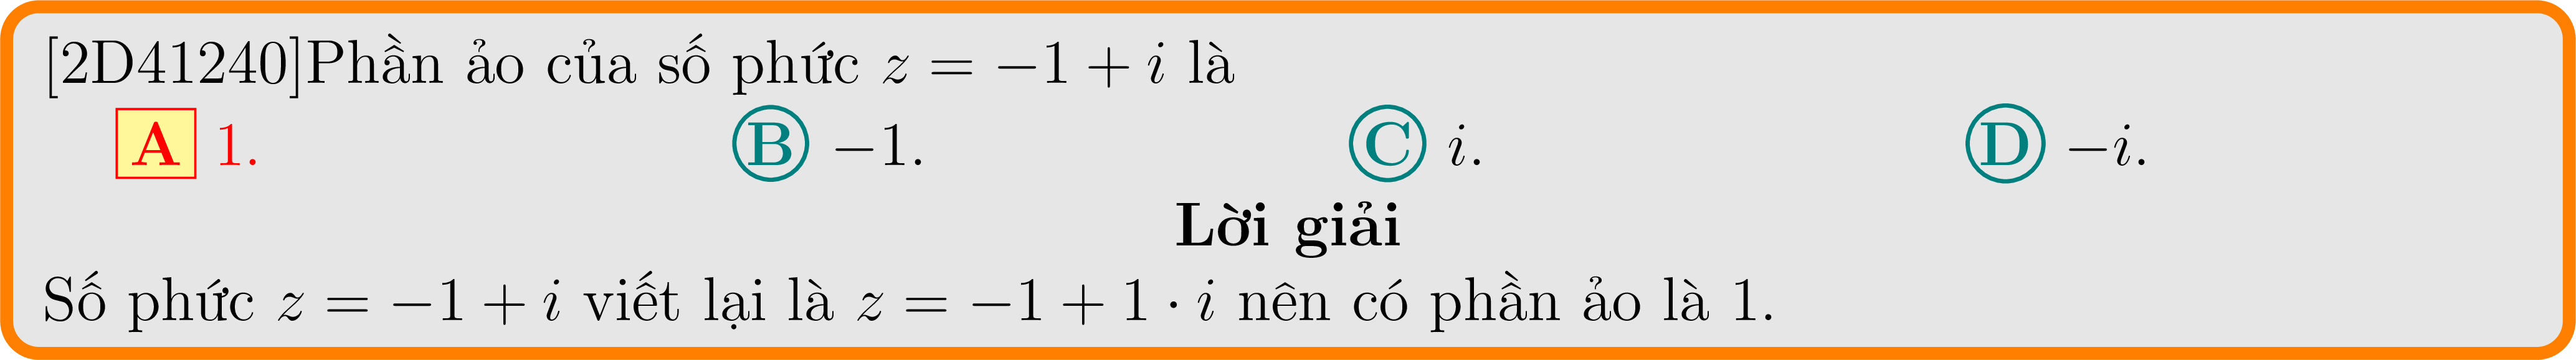 [2D41240]Phần ảo của số phức z = −1 + i là
A 1. B −1. C i. D −i.
Lời giải
Số phức z = −1 + i viết lại là z = −1 + 1 · i nên có phần ảo là 1.